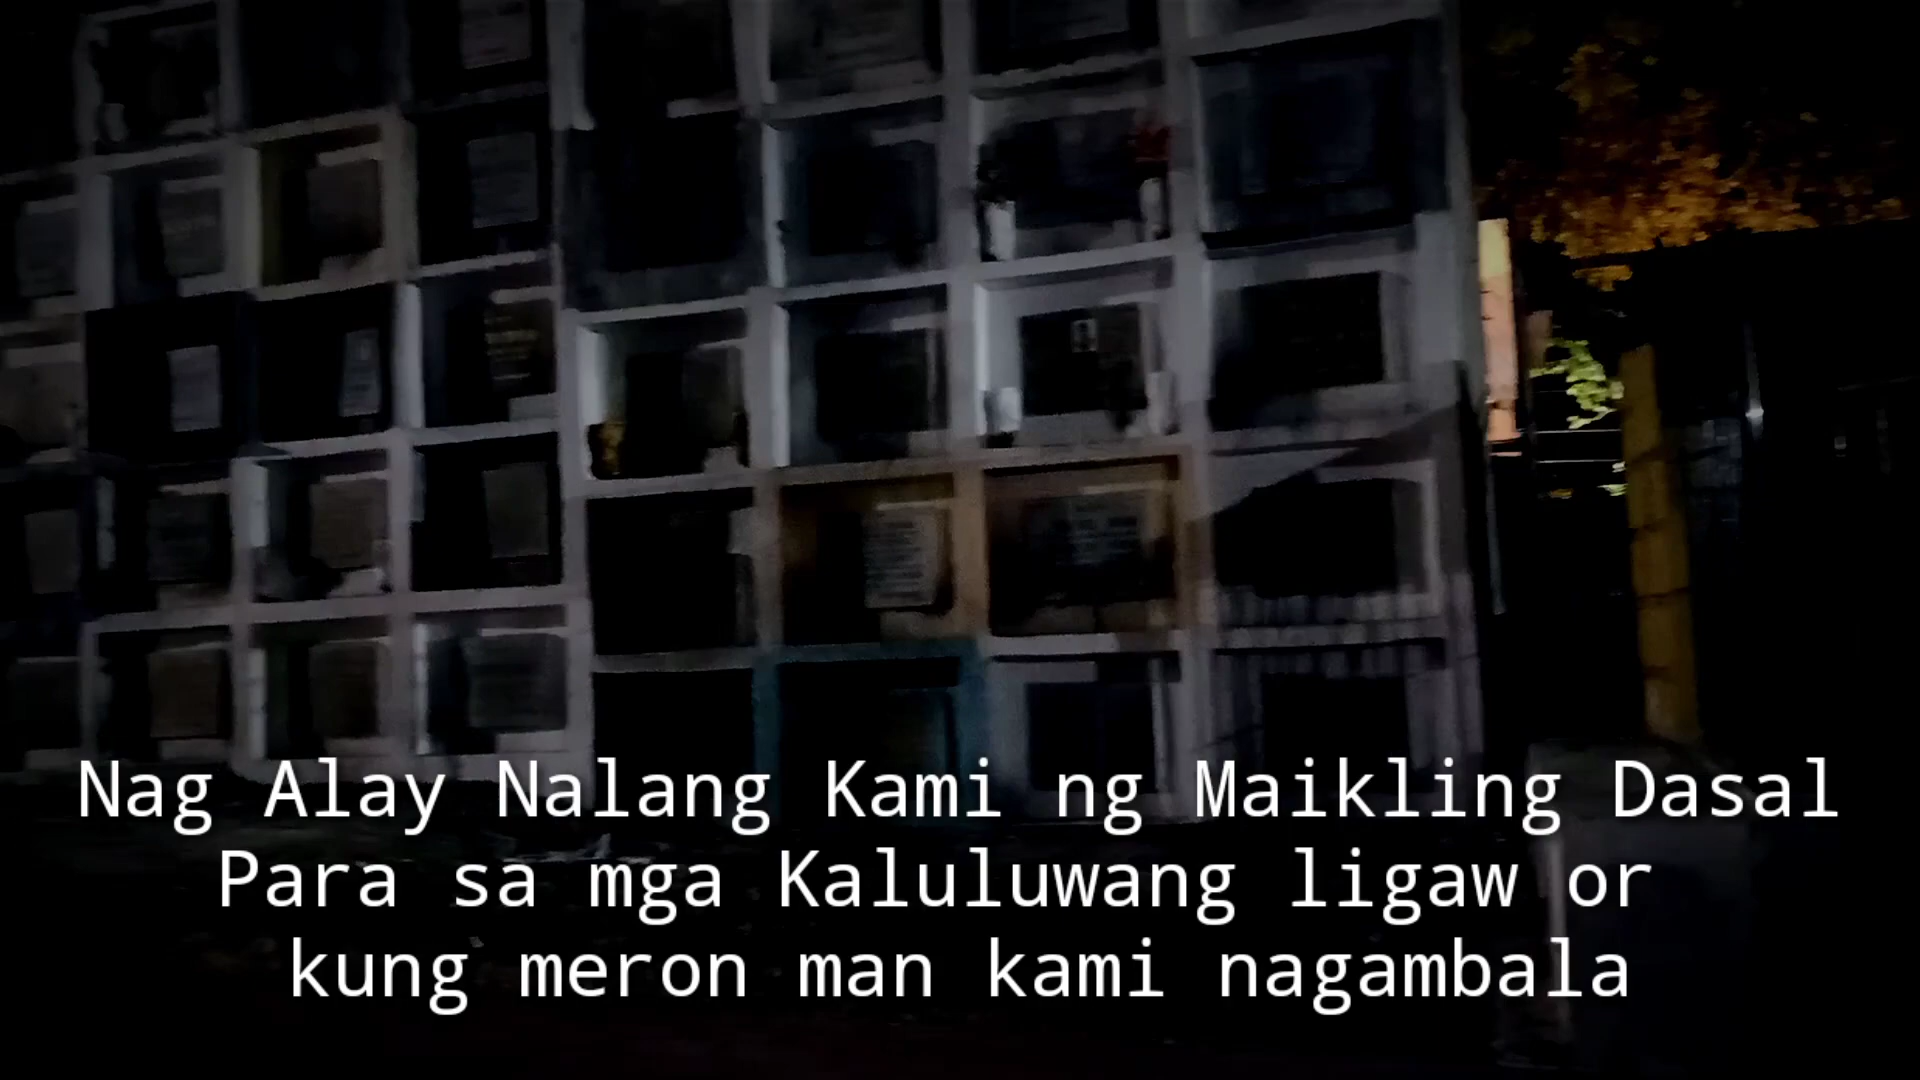 Nag Alay Nalang Kami ng Maikling Dasal
Para sa mga Kaluluwang ligaw or
kung meron man kami nagambala